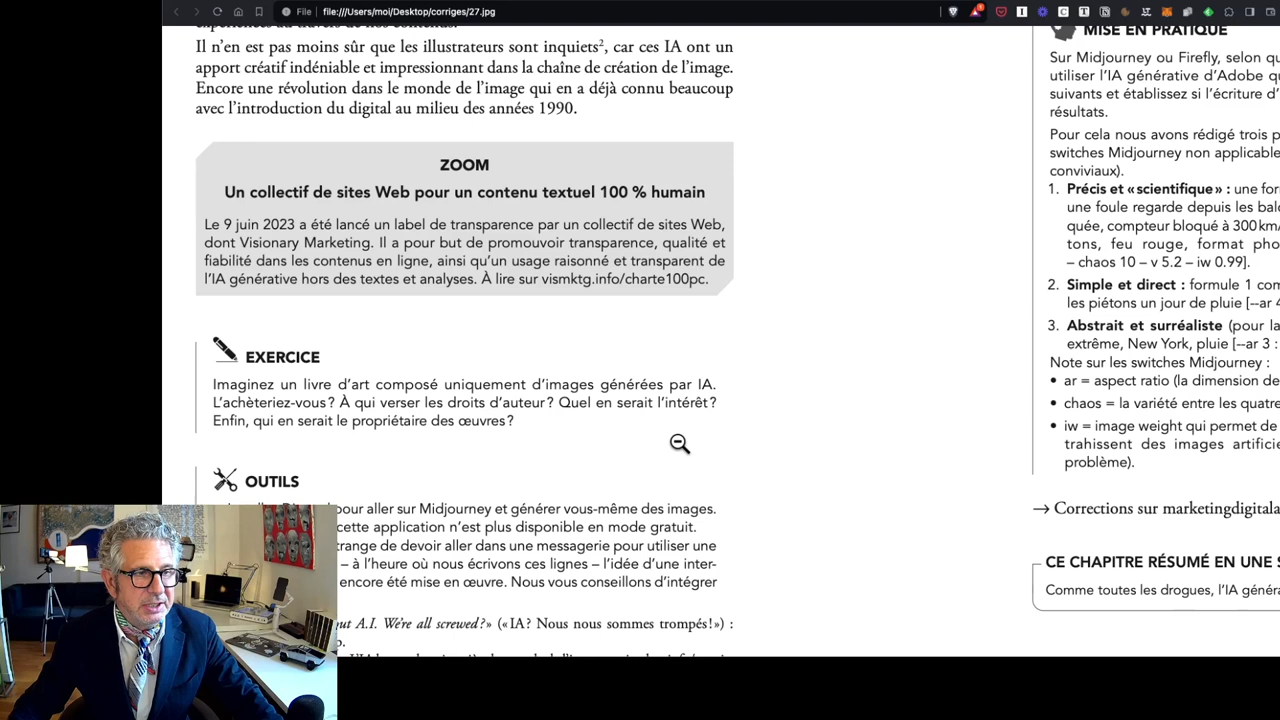 File
file:///Users/moi/Desktop/corriges/27.jpg
Il n'en est pas moins sûr que les illustrateurs sont inquiets², car ces IA ont un
apport créatif indéniable et impressionnant dans la chaîne de création de l'image.
Encore une révolution dans le monde de l'image qui en a déjà connu beaucoup
avec l'introduction du digital au milieu des années 1990.
ZOOM
Un collectif de sites Web pour un contenu textuel 100 % humain
Le 9 juin 2023 a été lancé un label de transparence par un collectif de sites Web,
dont Visionary Marketing. Il a pour but de promouvoir transparence, qualité et
fiabilité dans les contenus en ligne, ainsi qu'un usage raisonné et transparent de
l'IA générative hors des textes et analyses. À lire sur vismktg.info/charte100pc.
EXERCICE
Imaginez un livre d'art composé uniquement d'images générées par IA.
L'achèteriez-vous ? À qui verser les droits d'auteur ? Quel en serait l'intérêt ?
Enfin, qui en serait le propriétaire des œuvres ?
OUTILS
pour aller sur Midjourney et générer vous-même des images.
cette application n'est plus disponible en mode gratuit.
trange de devoir aller dans une messagerie pour utiliser une
– à l'heure où nous écrivons ces lignes – l'idée d'une inter-
encore été mise en œuvre. Nous vous conseillons d'intégrer
ut A.I. We're all screwed ? » (« IA ? Nous nous sommes trompés ! ») :
MISE EN PRATIQUE
Sur Midjourney ou Firefly, selon qu
utiliser l'IA générative d'Adobe qu
suivants et établissez si l'écriture d'
résultats.
Pour cela nous avons rédigé trois p
switches Midjourney non applicable
conviviaux).
1. Précis et « scientifique » : une for
une foule regarde depuis les balc
quée, compteur bloqué à 300 km/
tons, feu rouge, format pho
– chaos 10 – v 5.2 – iw 0.99].
2. Simple et direct : formule 1 com
les piétons un jour de pluie [--ar 4
3. Abstrait et surréaliste (pour la
extrême, New York, pluie [--ar 3 :
Note sur les switches Midjourney :
• ar = aspect ratio (la dimension de
• chaos = la variété entre les quatre
• iw = image weight qui permet de
trahissent des images artificie
problème).
→ Corrections sur marketingdigitala
CE CHAPITRE RÉSUMÉ EN UNE S
Comme toutes les drogues, l'IA généra